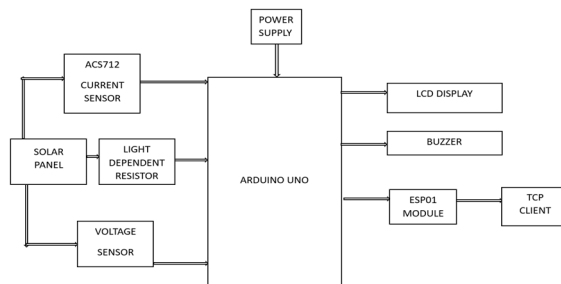 POWER
SUPPLY
ACS712
CURRENT
SENSOR
LCD DISPLAY
SOLAR
PANEL
LIGHT
DEPENDENT
RESISTOR
ARDUINO UNO
BUZZER
ESP01
MODULE
TCP
CLIENT
VOLTAGE
SENSOR